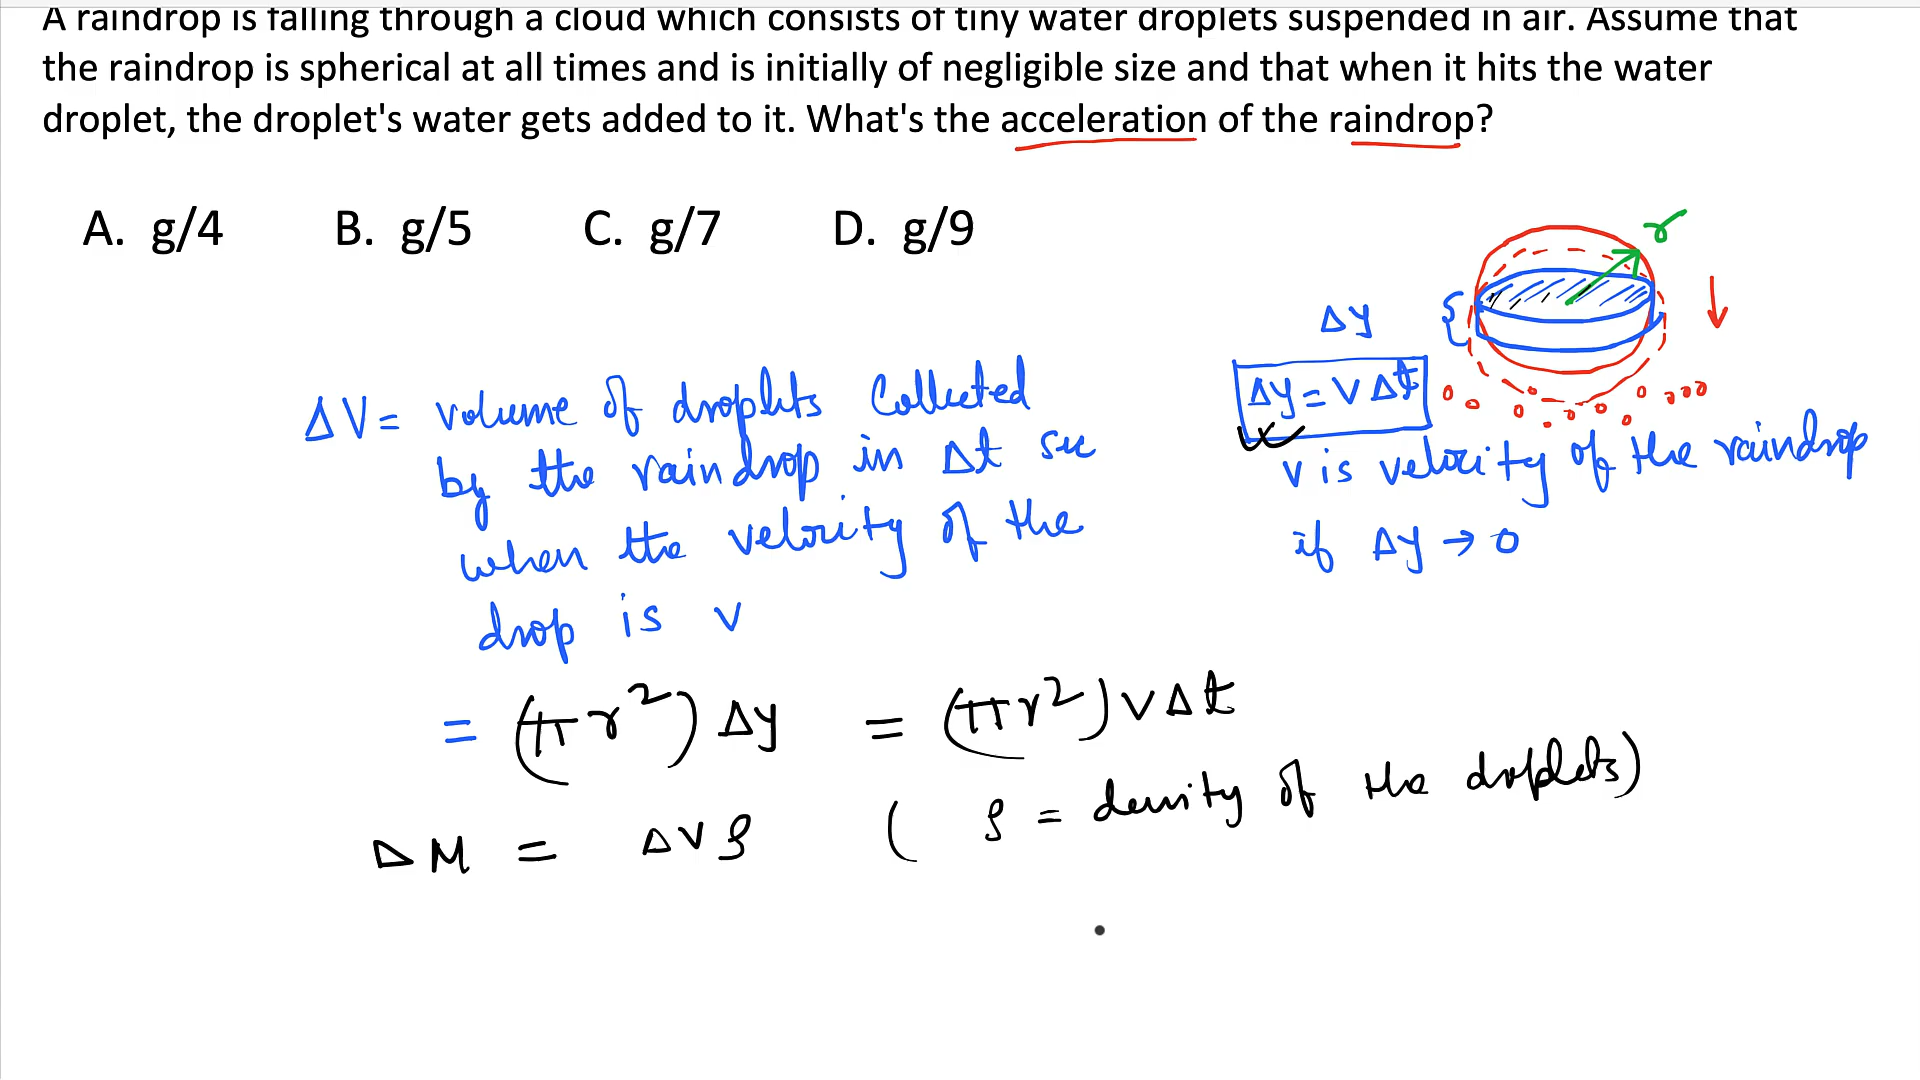 A raindrop is falling through a cloud which consists of tiny water droplets suspended in air. Assume that
the raindrop is spherical at all times and is initially of negligible size and that when it hits the water
droplet, the droplet's water gets added to it. What's the acceleration of the raindrop?
A. g/4 B. g/5 C. g/7 D. g/9
r
Δy
Δy = vΔt
v is velocity of the raindrop
if Δy → 0
ΔV = volume of droplets collected
by the raindrop in Δt sec
when the velocity of the
drop is v
= (πr²) Δy = (πr²) vΔt
ΔM = ΔVρ (ρ = density of the droplets)